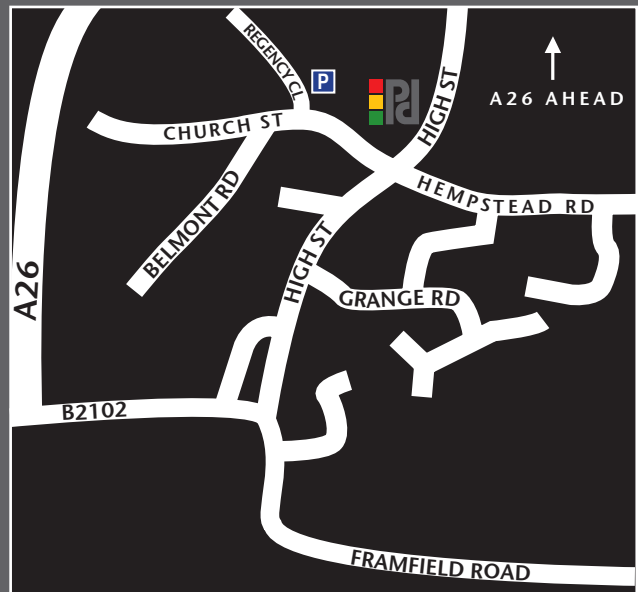 REGENCY CL
P
Pd
HIGH ST
A26 AHEAD
CHURCH ST
HEMPSTEAD RD
BELMONT RD
HIGH ST
A26
GRANGE RD
B2102
FRAMFIELD ROAD